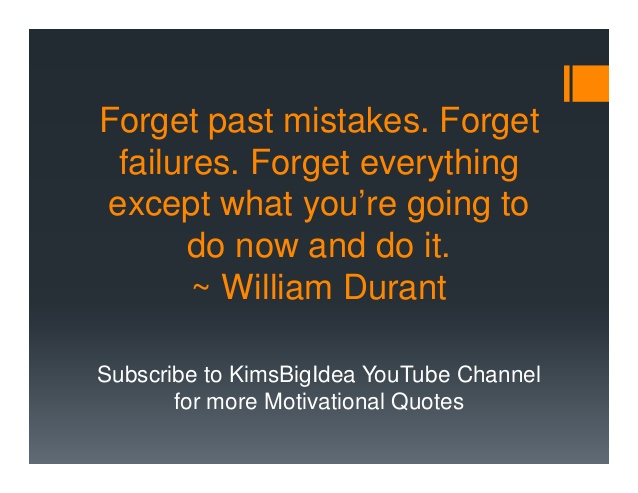 Forget past mistakes. Forget
failures. Forget everything
except what you’re going to
do now and do it.
~ William Durant
Subscribe to KimsBigIdea YouTube Channel
for more Motivational Quotes